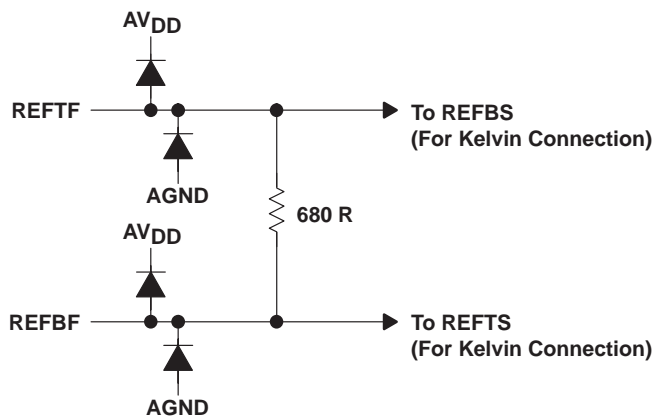 AVDD
REFTF
To REFBS
(For Kelvin Connection)
AGND
680 R
AVDD
REFBF
To REFTS
(For Kelvin Connection)
AGND